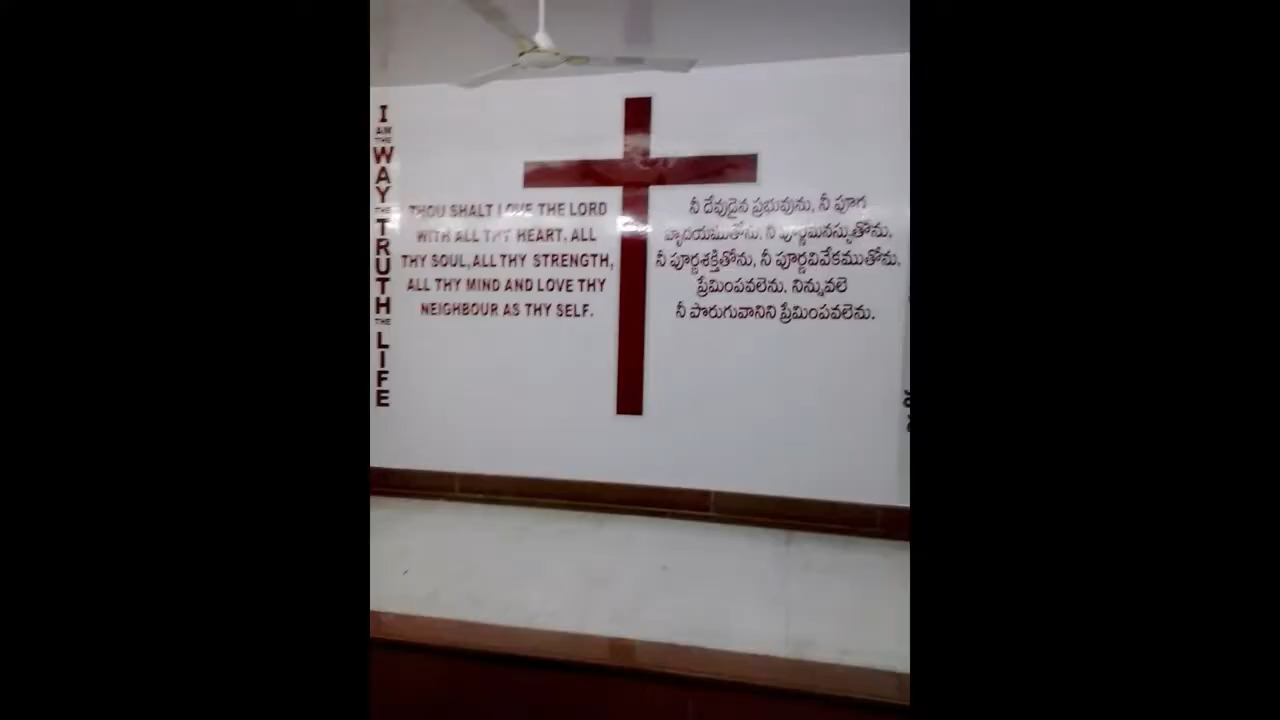 I
AM
THE
WAY
THE
TRUTH
THE
LIFE
THOU SHALT LOVE THE LORD
WITH ALL THY HEART, ALL
THY SOUL, ALL THY STRENGTH,
ALL THY MIND AND LOVE THY
NEIGHBOUR AS THY SELF.
నీ దేవుడైన ప్రభువును, నీ పూర్ణ
హృదయముతోను, నీ పూర్ణమనస్సుతోను,
నీ పూర్ణశక్తితోను, నీ పూర్ణవివేకముతోను,
ప్రేమింపవలెను. నిన్నువలె
నీ పొరుగువానిని ప్రేమింపవలెను.